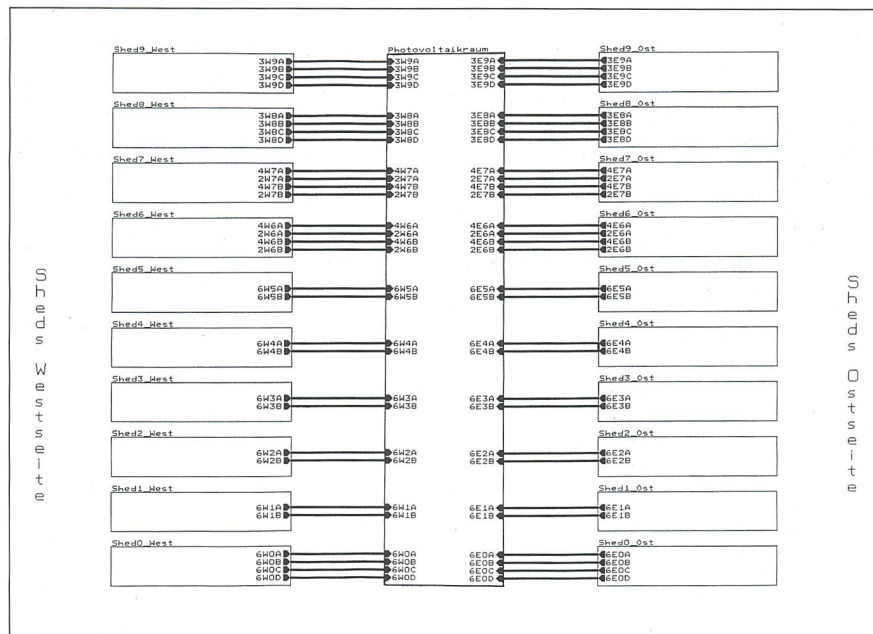 Shed9_West
3W9A
3W9B
3W9C
3W9D
Shed8_West
3W8A
3W8B
3W8C
3W8D
Shed7_West
4W7A
2W7A
4W7B
2W7B
Shed6_West
4W6A
2W6A
4W6B
2W6B
Shed5_West
6W5A
6W5B
Shed4_West
6W4A
6W4B
Shed3_West
6W3A
6W3B
Shed2_West
6W2A
6W2B
Shed1_West
6W1A
6W1B
Shed0_West
6W0A
6W0B
6W0C
6W0D
Sheds Westseite
Photovoltaikraum
3W9A 3E9A
3W9B 3E9B
3W9C 3E9C
3W9D 3E9D
3W8A 3E8A
3W8B 3E8B
3W8C 3E8C
3W8D 3E8D
4W7A 4E7A
2W7A 2E7A
4W7B 4E7B
2W7B 2E7B
4W6A 4E6A
2W6A 2E6A
4W6B 4E6B
2W6B 2E6B
6W5A 6E5A
6W5B 6E5B
6W4A 6E4A
6W4B 6E4B
6W3A 6E3A
6W3B 6E3B
6W2A 6E2A
6W2B 6E2B
6W1A 6E1A
6W1B 6E1B
6W0A 6E0A
6W0B 6E0B
6W0C 6E0C
6W0D 6E0D
Shed9_Ost
3E9A
3E9B
3E9C
3E9D
Shed8_Ost
3E8A
3E8B
3E8C
3E8D
Shed7_Ost
4E7A
2E7A
4E7B
2E7B
Shed6_Ost
4E6A
2E6A
4E6B
2E6B
Shed5_Ost
6E5A
6E5B
Shed4_Ost
6E4A
6E4B
Shed3_Ost
6E3A
6E3B
Shed2_Ost
6E2A
6E2B
Shed1_Ost
6E1A
6E1B
Shed0_Ost
6E0A
6E0B
6E0C
6E0D
Sheds Ostseite